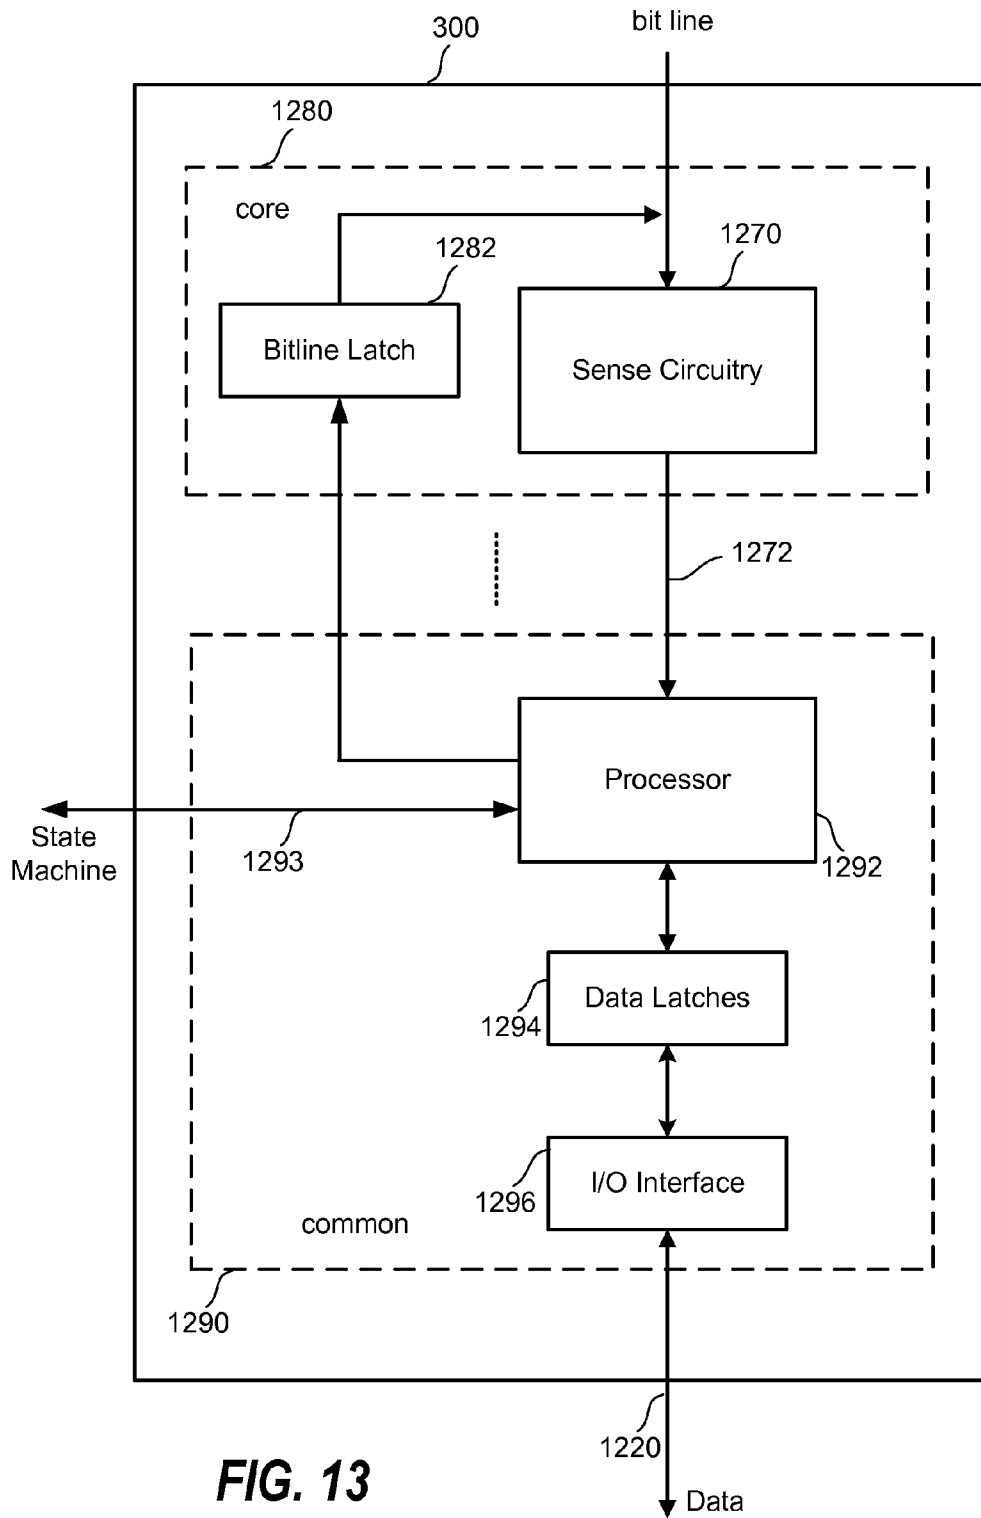 bit line
300
1280
core
1282
1270
Bitline Latch
Sense Circuitry
1272
Processor
State
Machine
1293
1292
Data Latches
1294
I/O Interface
1296
common
1290
1220
FIG. 13
Data